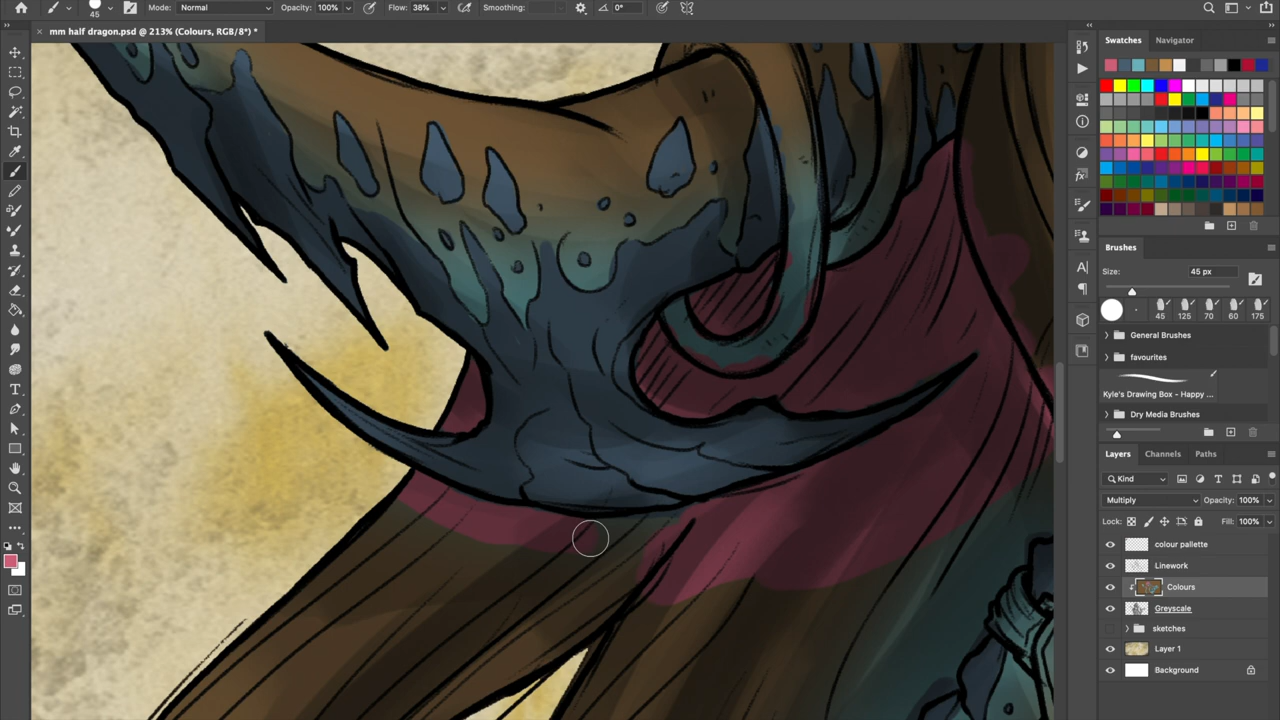 45
Mode: Normal Opacity: 100% Flow: 38% Smoothing: 0°
× mm half dragon.psd @ 213% (Colours, RGB/8*) *
Swatches Navigator
Brushes
Size: 45 px
45 125 70 60 175
General Brushes
favourites
Kyle's Drawing Box - Happy ...
Dry Media Brushes
Layers Channels Paths
Kind
Multiply Opacity: 100%
Lock: Fill: 100%
colour pallette
Linework
Colours
Greyscale
sketches
Layer 1
Background